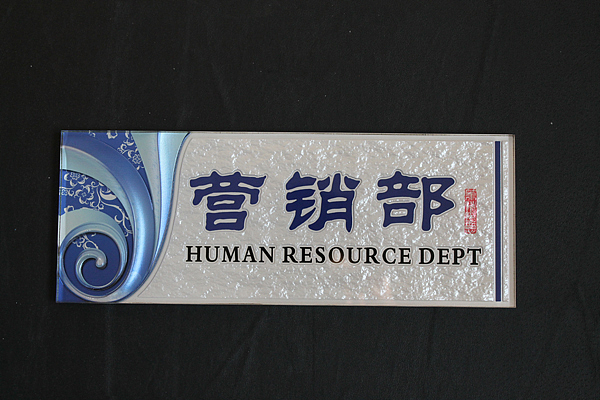 营销部
HUMAN RESOURCE DEPT